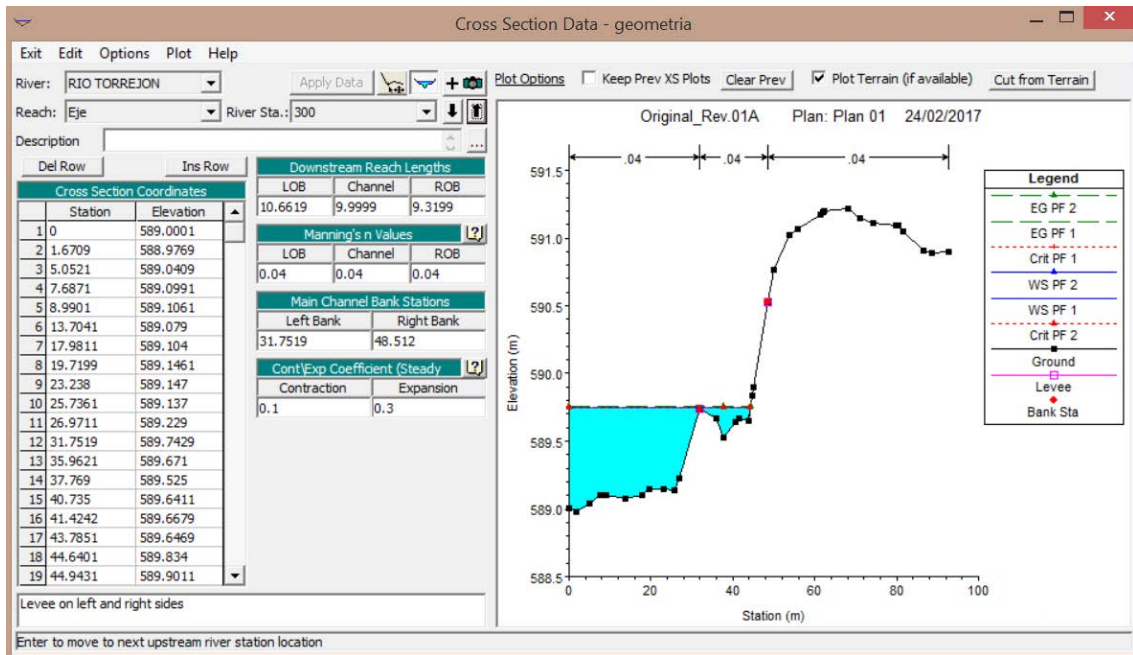 Cross Section Data - geometria
Exit Edit Options Plot Help
River: RIO TORREJON Apply Data + Plot Options Keep Prev XS Plots Clear Prev Plot Terrain (if available) Cut from Terrain
Reach: Eje River Sta.: 300
Description ...
Del Row Ins Row
Cross Section Coordinates
Station Elevation
1 0 589.0001
2 1.6709 588.9769
3 5.0521 589.0409
4 7.6871 589.0991
5 8.9901 589.1061
6 13.7041 589.079
7 17.9811 589.104
8 19.7199 589.1461
9 23.238 589.147
10 25.7361 589.137
11 26.9711 589.229
12 31.7519 589.7429
13 35.9621 589.671
14 37.769 589.525
15 40.735 589.6411
16 41.4242 589.6679
17 43.7851 589.6469
18 44.6401 589.834
19 44.9431 589.9011
Downstream Reach Lengths
LOB Channel ROB
10.6619 9.9999 9.3199
Manning's n Values ?
LOB Channel ROB
0.04 0.04 0.04
Main Channel Bank Stations
Left Bank Right Bank
31.7519 48.512
Cont\Exp Coefficient (Steady ?
Contraction Expansion
0.1 0.3
Levee on left and right sides
Enter to move to next upstream river station location
Original_Rev.01A Plan: Plan 01 24/02/2017
.04 .04 .04
591.5
591.0
590.5
590.0
589.5
589.0
588.5
Elevation (m)
0 20 40 60 80 100
Station (m)
Legend
EG PF 2
EG PF 1
Crit PF 1
WS PF 2
WS PF 1
Crit PF 2
Ground
Levee
Bank Sta